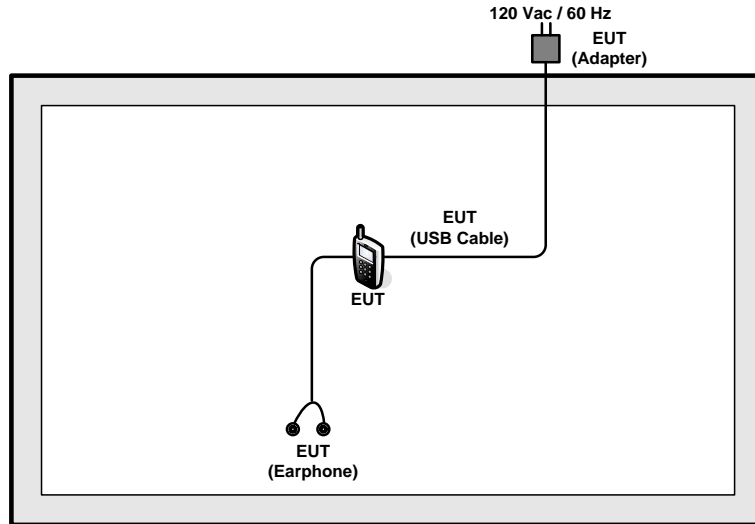 120 Vac / 60 Hz
EUT
(Adapter)
EUT
(USB Cable)
EUT
EUT
(Earphone)